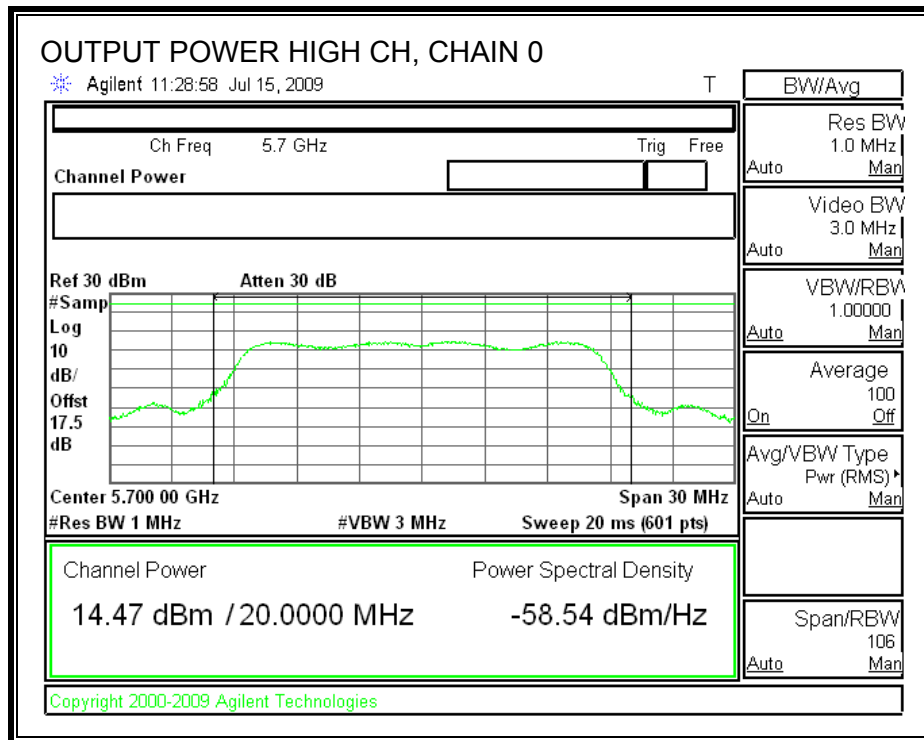 OUTPUT POWER HIGH CH, CHAIN 0
Agilent 11:28:58 Jul 15, 2009 T
BW/Avg
Ch Freq 5.7 GHz Trig Free
Channel Power
Res BW
1.0 MHz
Auto Man
Video BW
3.0 MHz
Auto Man
Ref 30 dBm Atten 30 dB
#Samp
Log
10
dB/
Offst
17.5
dB
VBW/RBW
1.00000
Auto Man
Average
100
On Off
Avg/VBW Type
Pwr (RMS)
Auto Man
Center 5.700 00 GHz Span 30 MHz
#Res BW 1 MHz #VBW 3 MHz Sweep 20 ms (601 pts)
Channel Power Power Spectral Density
14.47 dBm / 20.0000 MHz -58.54 dBm/Hz
Span/RBW
106
Auto Man
Copyright 2000-2009 Agilent Technologies